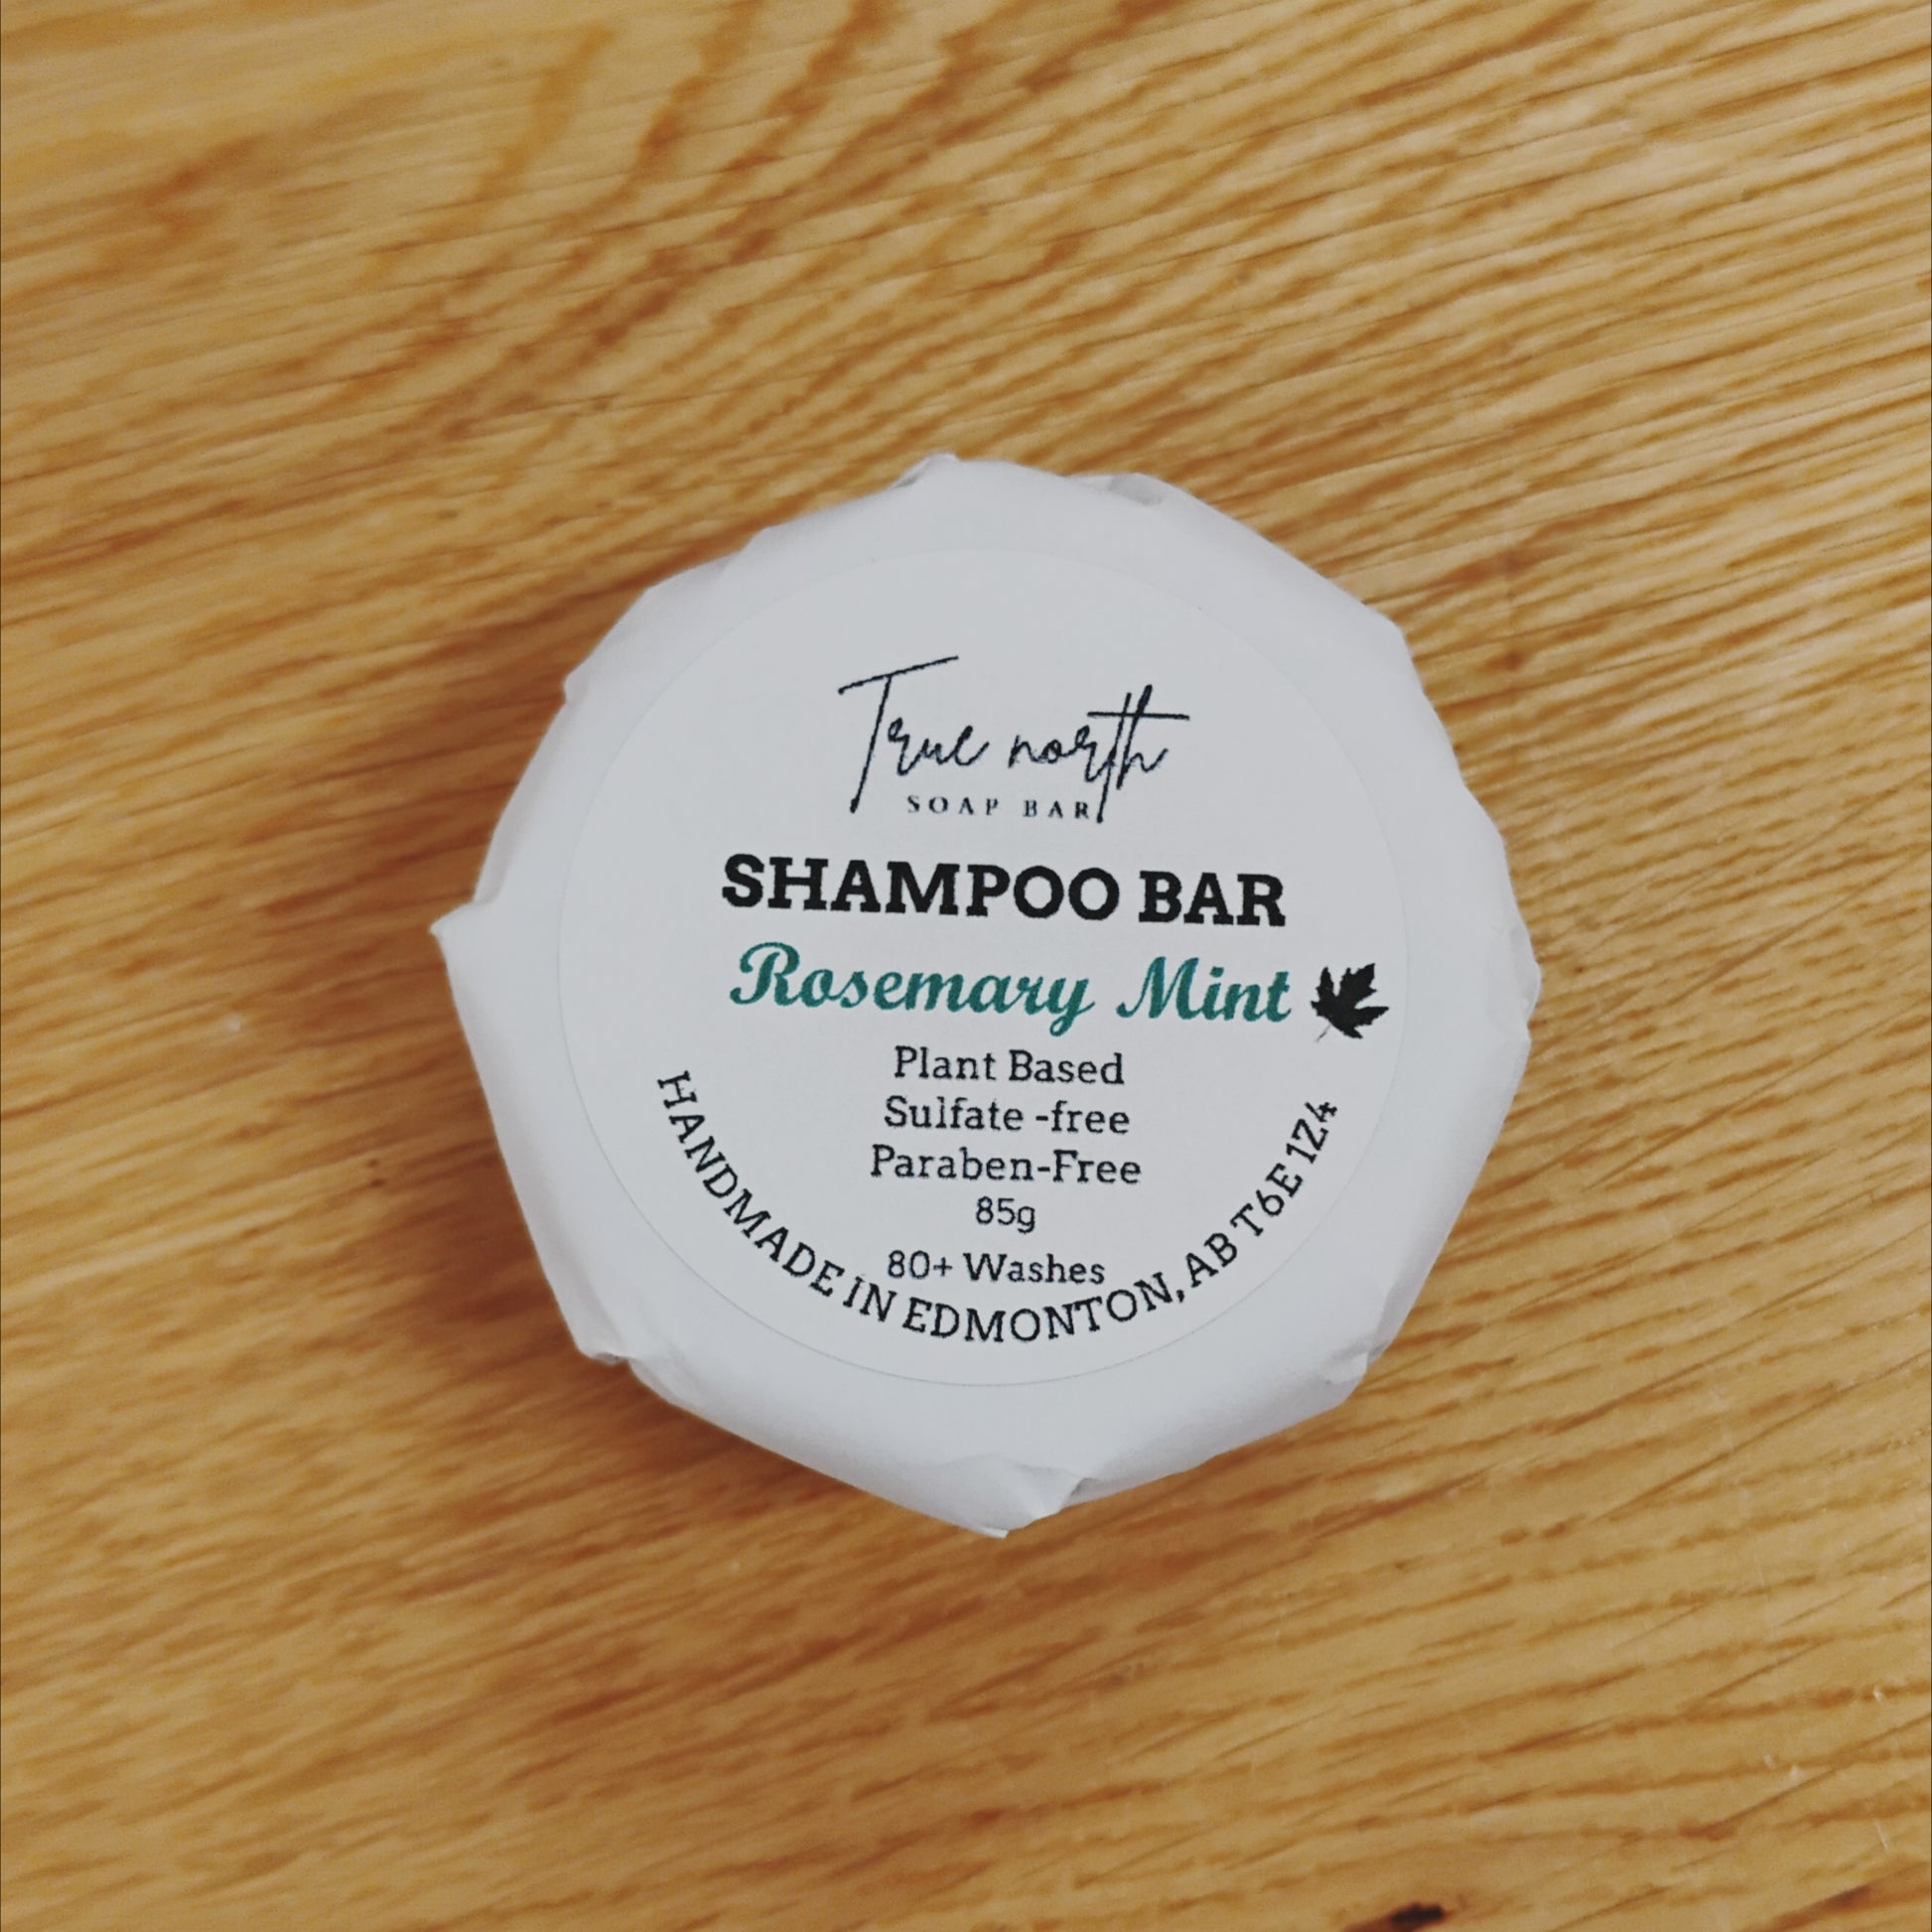 True north
SOAP BAR
SHAMPOO BAR
Rosemary Mint
Plant Based
Sulfate -free
Paraben-Free
85g
80+ Washes
HANDMADE IN EDMONTON, AB T6E 1Z4